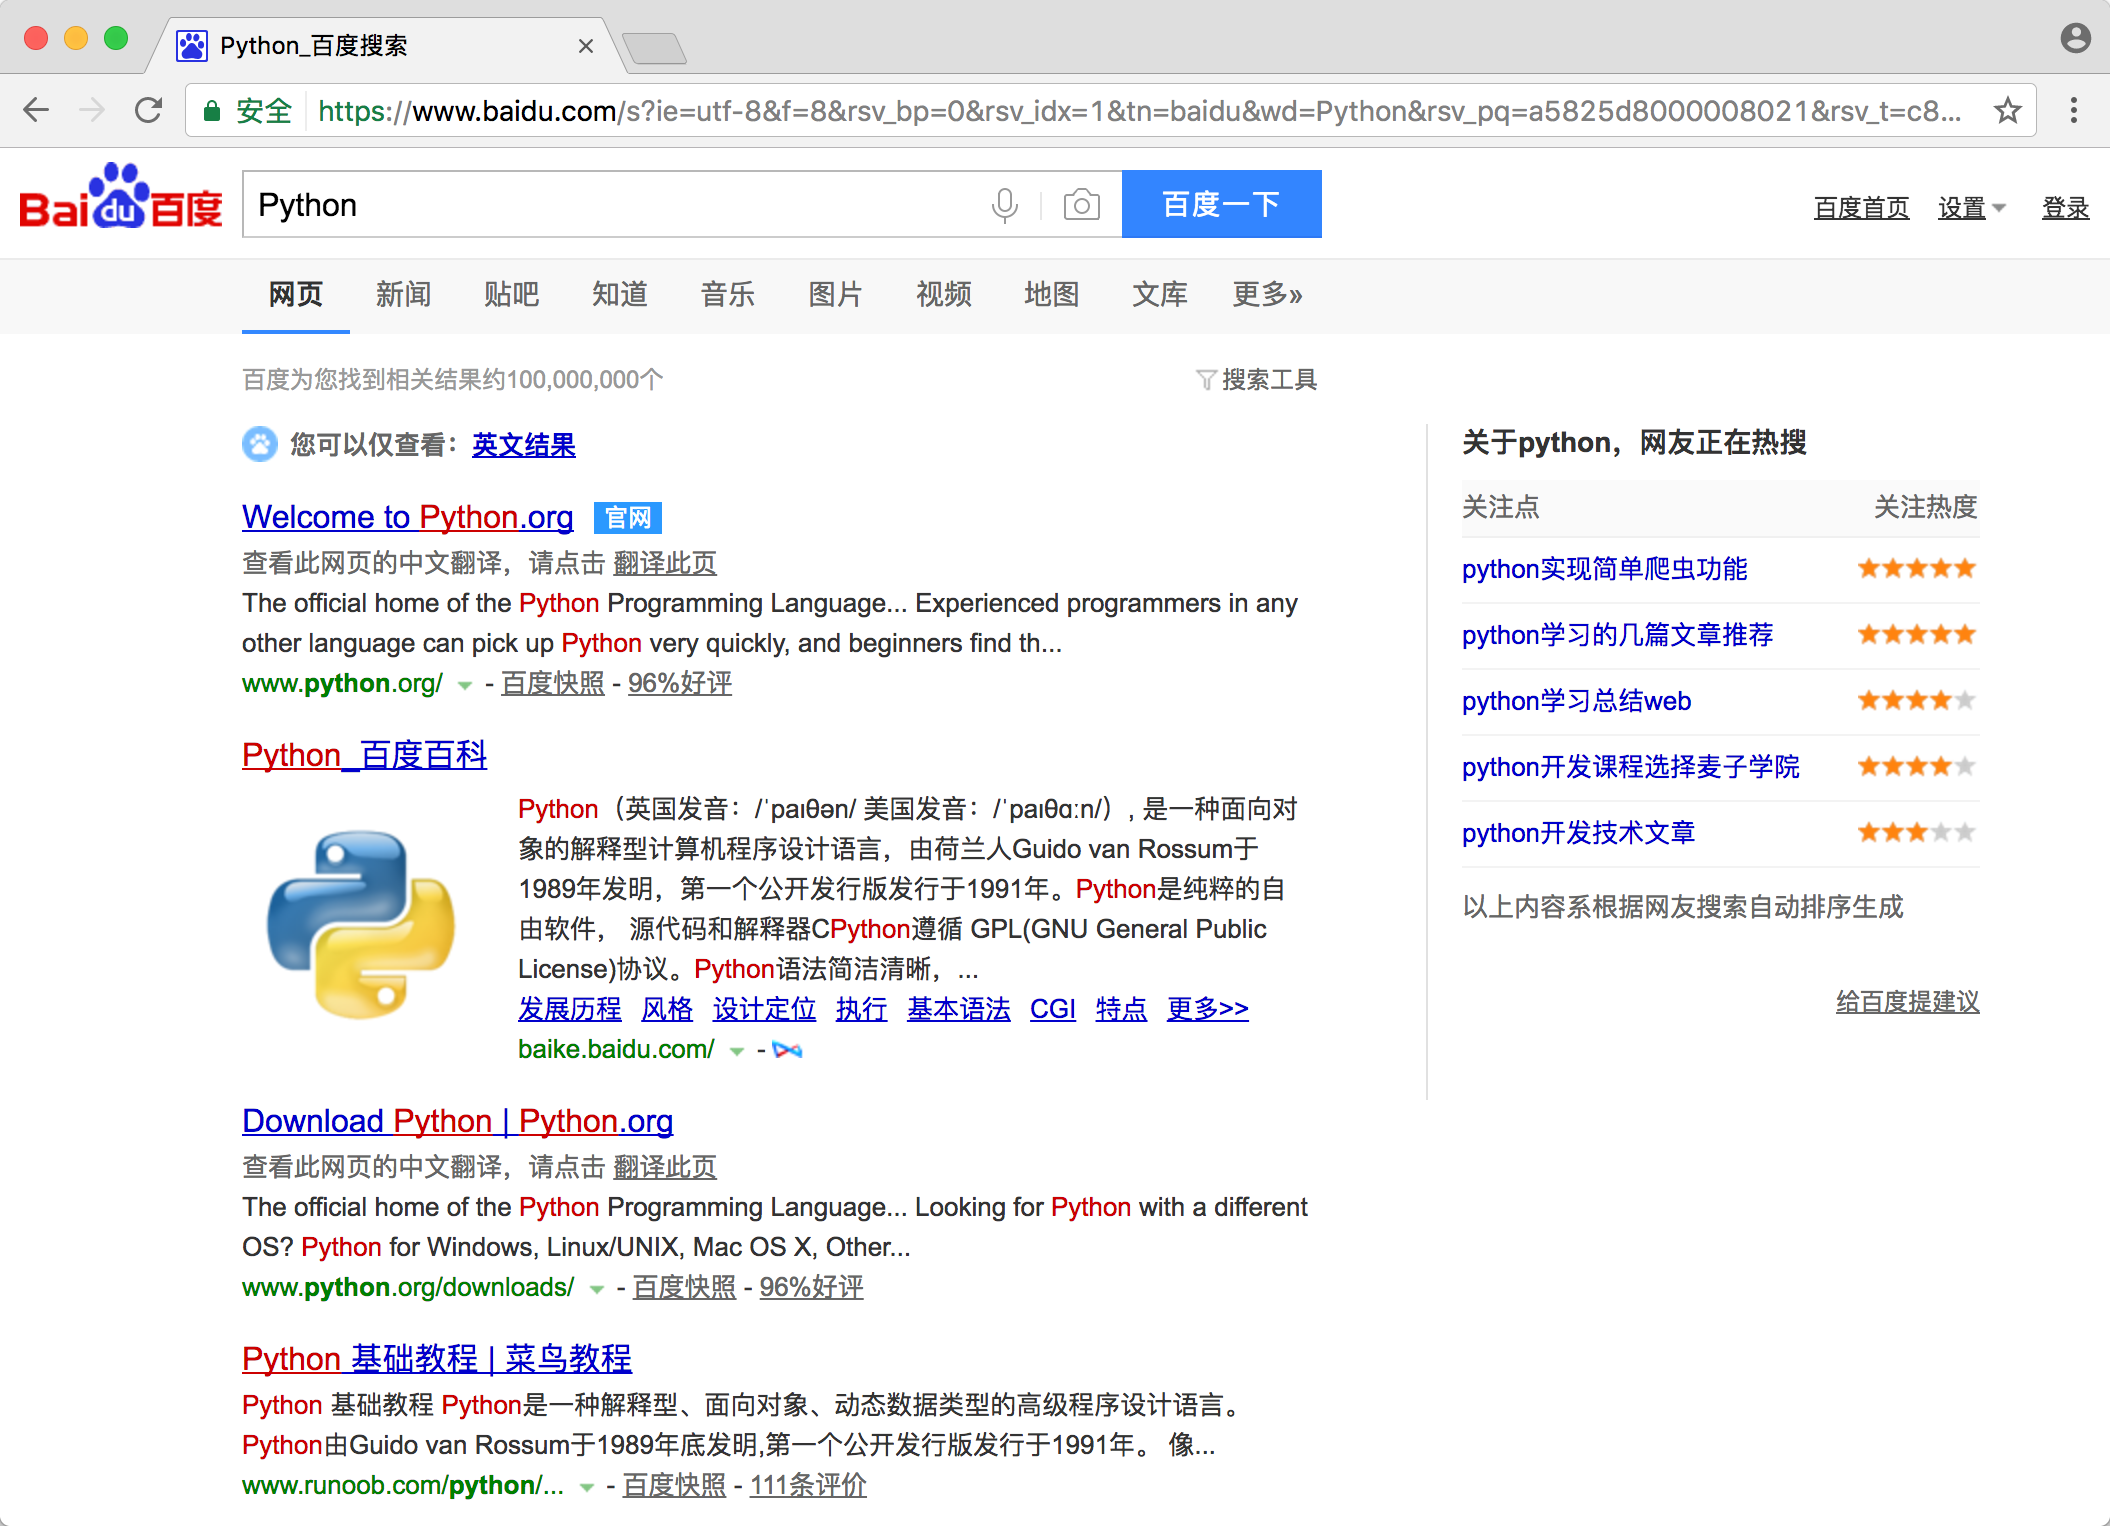 Python_百度搜索
安全 https://www.baidu.com/s?ie=utf-8&f=8&rsv_bp=0&rsv_idx=1&tn=baidu&wd=Python&rsv_pq=a5825d8000008021&rsv_t=c8...
Bai du 百度 Python 百度一下 百度首页 设置 登录
网页 新闻 贴吧 知道 音乐 图片 视频 地图 文库 更多»
百度为您找到相关结果约100,000,000个 搜索工具
您可以仅查看：英文结果
Welcome to Python.org 官网
查看此网页的中文翻译，请点击 翻译此页
The official home of the Python Programming Language... Experienced programmers in any
other language can pick up Python very quickly, and beginners find th...
www.python.org/ - 百度快照 - 96%好评
Python_百度百科
Python（英国发音：/ˈpaɪθən/ 美国发音：/ˈpaɪθɑːn/）, 是一种面向对
象的解释型计算机程序设计语言，由荷兰人Guido van Rossum于
1989年发明，第一个公开发行版发行于1991年。Python是纯粹的自
由软件， 源代码和解释器CPython遵循 GPL(GNU General Public
License)协议。Python语法简洁清晰，...
发展历程 风格 设计定位 执行 基本语法 CGI 特点 更多>>
baike.baidu.com/ -
Download Python | Python.org
查看此网页的中文翻译，请点击 翻译此页
The official home of the Python Programming Language... Looking for Python with a different
OS? Python for Windows, Linux/UNIX, Mac OS X, Other...
www.python.org/downloads/ - 百度快照 - 96%好评
Python 基础教程 | 菜鸟教程
Python 基础教程 Python是一种解释型、面向对象、动态数据类型的高级程序设计语言。
Python由Guido van Rossum于1989年底发明,第一个公开发行版发行于1991年。 像...
www.runoob.com/python/... - 百度快照 - 111条评价
关于python，网友正在热搜
关注点 关注热度
python实现简单爬虫功能
python学习的几篇文章推荐
python学习总结web
python开发课程选择麦子学院
python开发技术文章
以上内容系根据网友搜索自动排序生成
给百度提建议